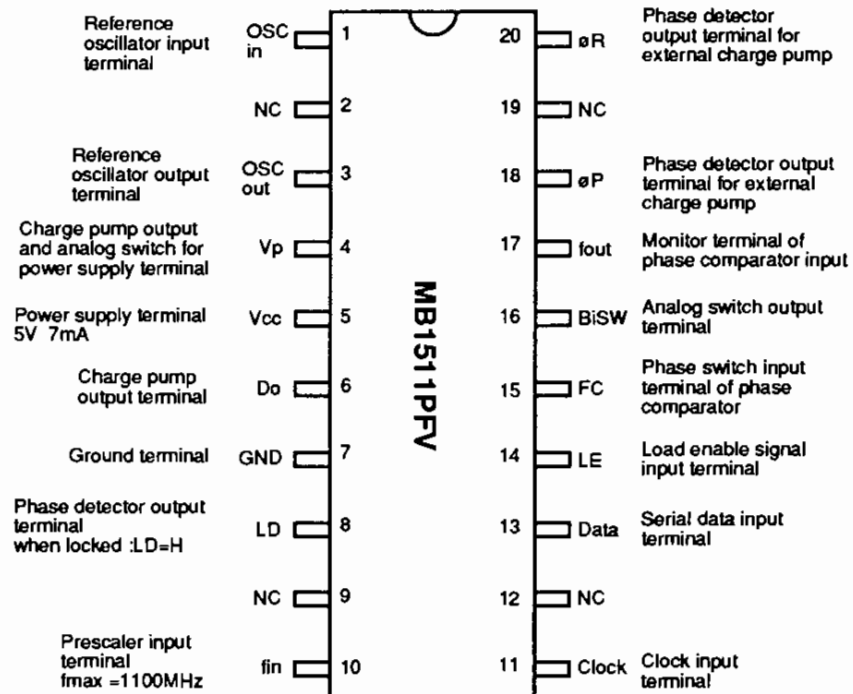 Reference
oscillator input
terminal
OSC
in
1
NC
2
Reference
oscillator output
terminal
OSC
out
3
Charge pump output
and analog switch for
power supply terminal
Vp
4
Power supply terminal
5V 7mA
Vcc
5
Charge pump
output terminal
Do
6
Ground terminal
GND
7
Phase detector output
terminal
when locked :LD=H
LD
8
NC
9
Prescaler input
terminal
fmax =1100MHz
fin
10
MB1511PFV
20
øR
Phase detector
output terminal for
external charge pump
19
NC
18
øP
Phase detector output
terminal for external
charge pump
17
fout
Monitor terminal of
phase comparator input
16
BiSW
Analog switch output
terminal
15
FC
Phase switch input
terminal of phase
comparator
14
LE
Load enable signal
input terminal
13
Data
Serial data input
terminal
12
NC
11
Clock
Clock input
terminal